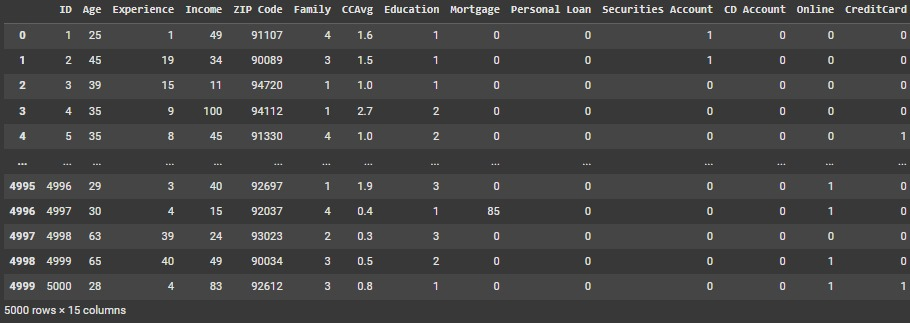 ID Age Experience Income ZIP Code Family CCAvg Education Mortgage Personal Loan Securities Account CD Account Online CreditCard
0 1 25 1 49 91107 4 1.6 1 0 0 1 0 0 0
1 2 45 19 34 90089 3 1.5 1 0 0 1 0 0 0
2 3 39 15 11 94720 1 1.0 1 0 0 0 0 0 0
3 4 35 9 100 94112 1 2.7 2 0 0 0 0 0 0
4 5 35 8 45 91330 4 1.0 2 0 0 0 0 0 1
... ... ... ... ... ... ... ... ... ... ... ... ... ... ...
4995 4996 29 3 40 92697 1 1.9 3 0 0 0 0 1 0
4996 4997 30 4 15 92037 4 0.4 1 85 0 0 0 1 0
4997 4998 63 39 24 93023 2 0.3 3 0 0 0 0 0 0
4998 4999 65 40 49 90034 3 0.5 2 0 0 0 0 1 0
4999 5000 28 4 83 92612 3 0.8 1 0 0 0 0 1 1
5000 rows × 15 columns